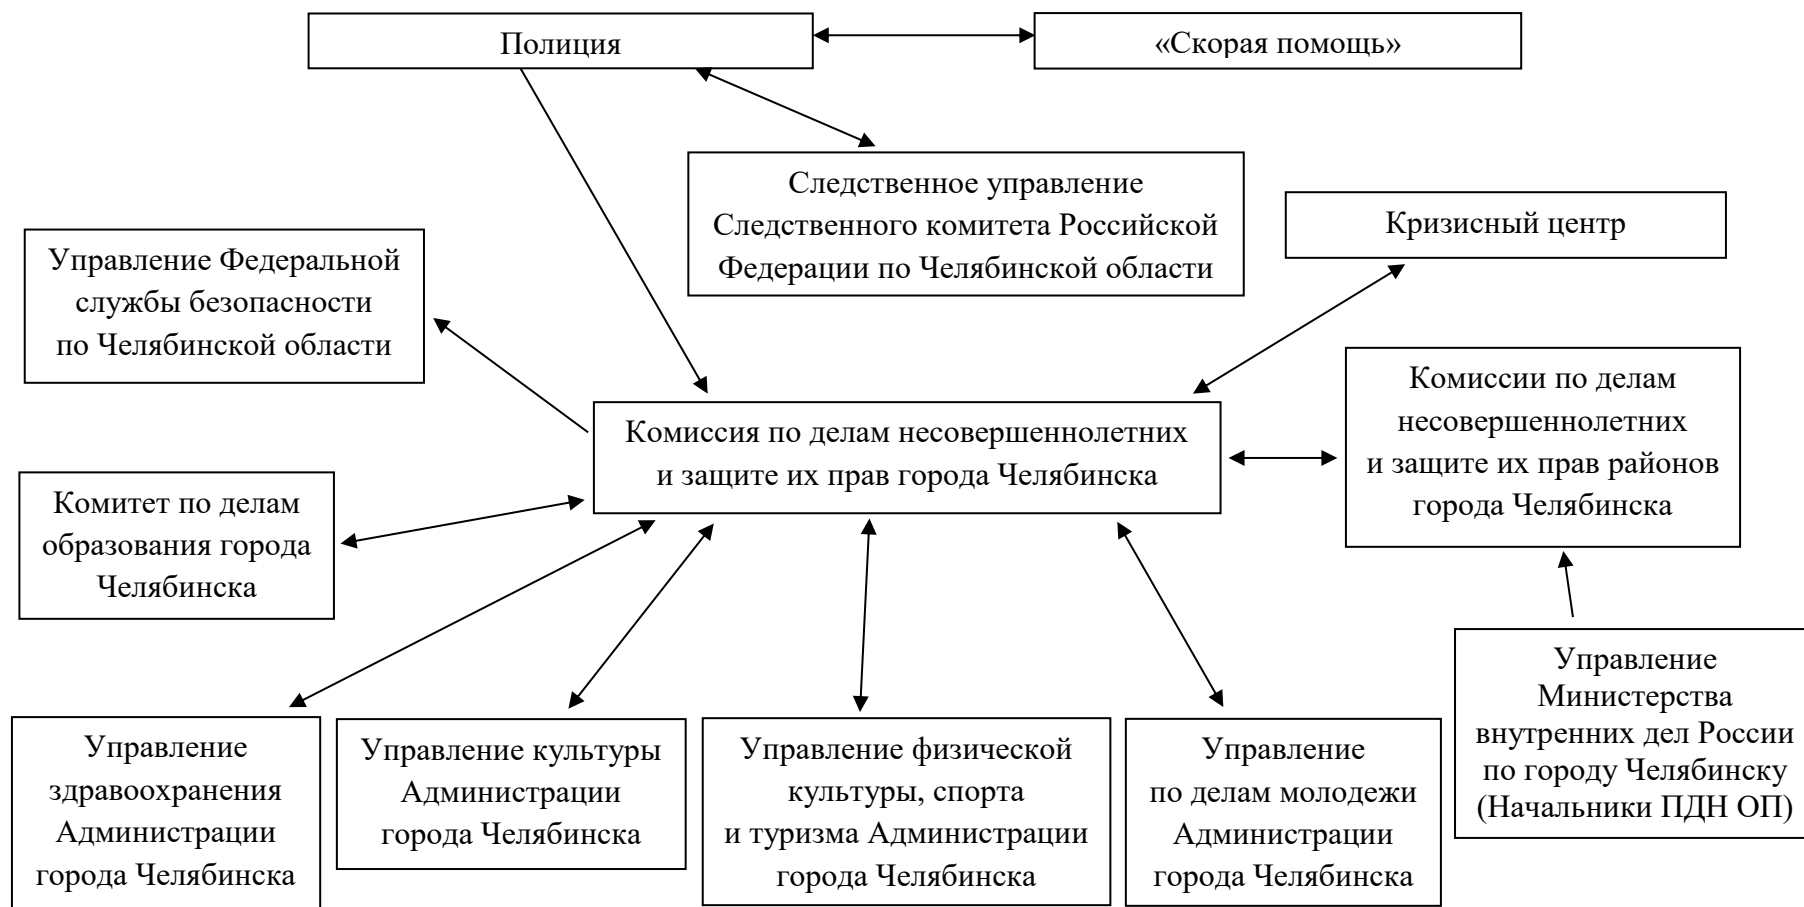 Полиция
«Скорая помощь»
Следственное управление
Следственного комитета Российской
Федерации по Челябинской области
Кризисный центр
Управление Федеральной
службы безопасности
по Челябинской области
Комиссии по делам
несовершеннолетних
и защите их прав районов
города Челябинска
Комиссия по делам несовершеннолетних
и защите их прав города Челябинска
Комитет по делам
образования города
Челябинска
Управление
Министерства
внутренних дел России
по городу Челябинску
(Начальники ПДН ОП)
Управление
здравоохранения
Администрации
города Челябинска
Управление культуры
Администрации
города Челябинска
Управление физической
культуры, спорта
и туризма Администрации
города Челябинска
Управление
по делам молодежи
Администрации
города Челябинска